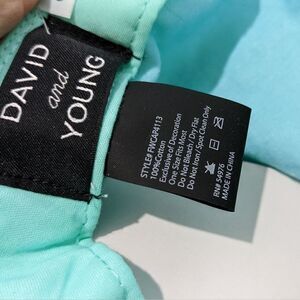 DAVID
and
YOUNG
STYLE# FWCAP4113
100%Cotton
Exclusive of Decoration
One Size Fits Most
Do Not Bleach/ Dry Flat
Do Not Iron/ Spot Clean Only
RN# 54976
MADE IN CHINA